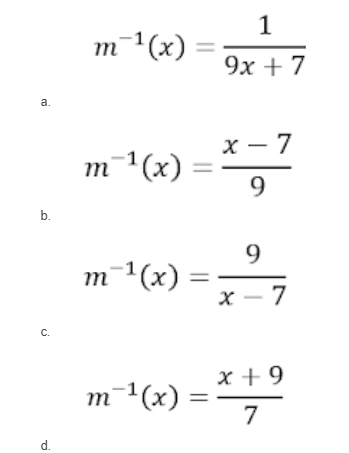 m⁻¹(x) = 1 / (9x + 7)
a.
m⁻¹(x) = (x − 7) / 9
b.
m⁻¹(x) = 9 / (x − 7)
c.
m⁻¹(x) = (x + 9) / 7
d.